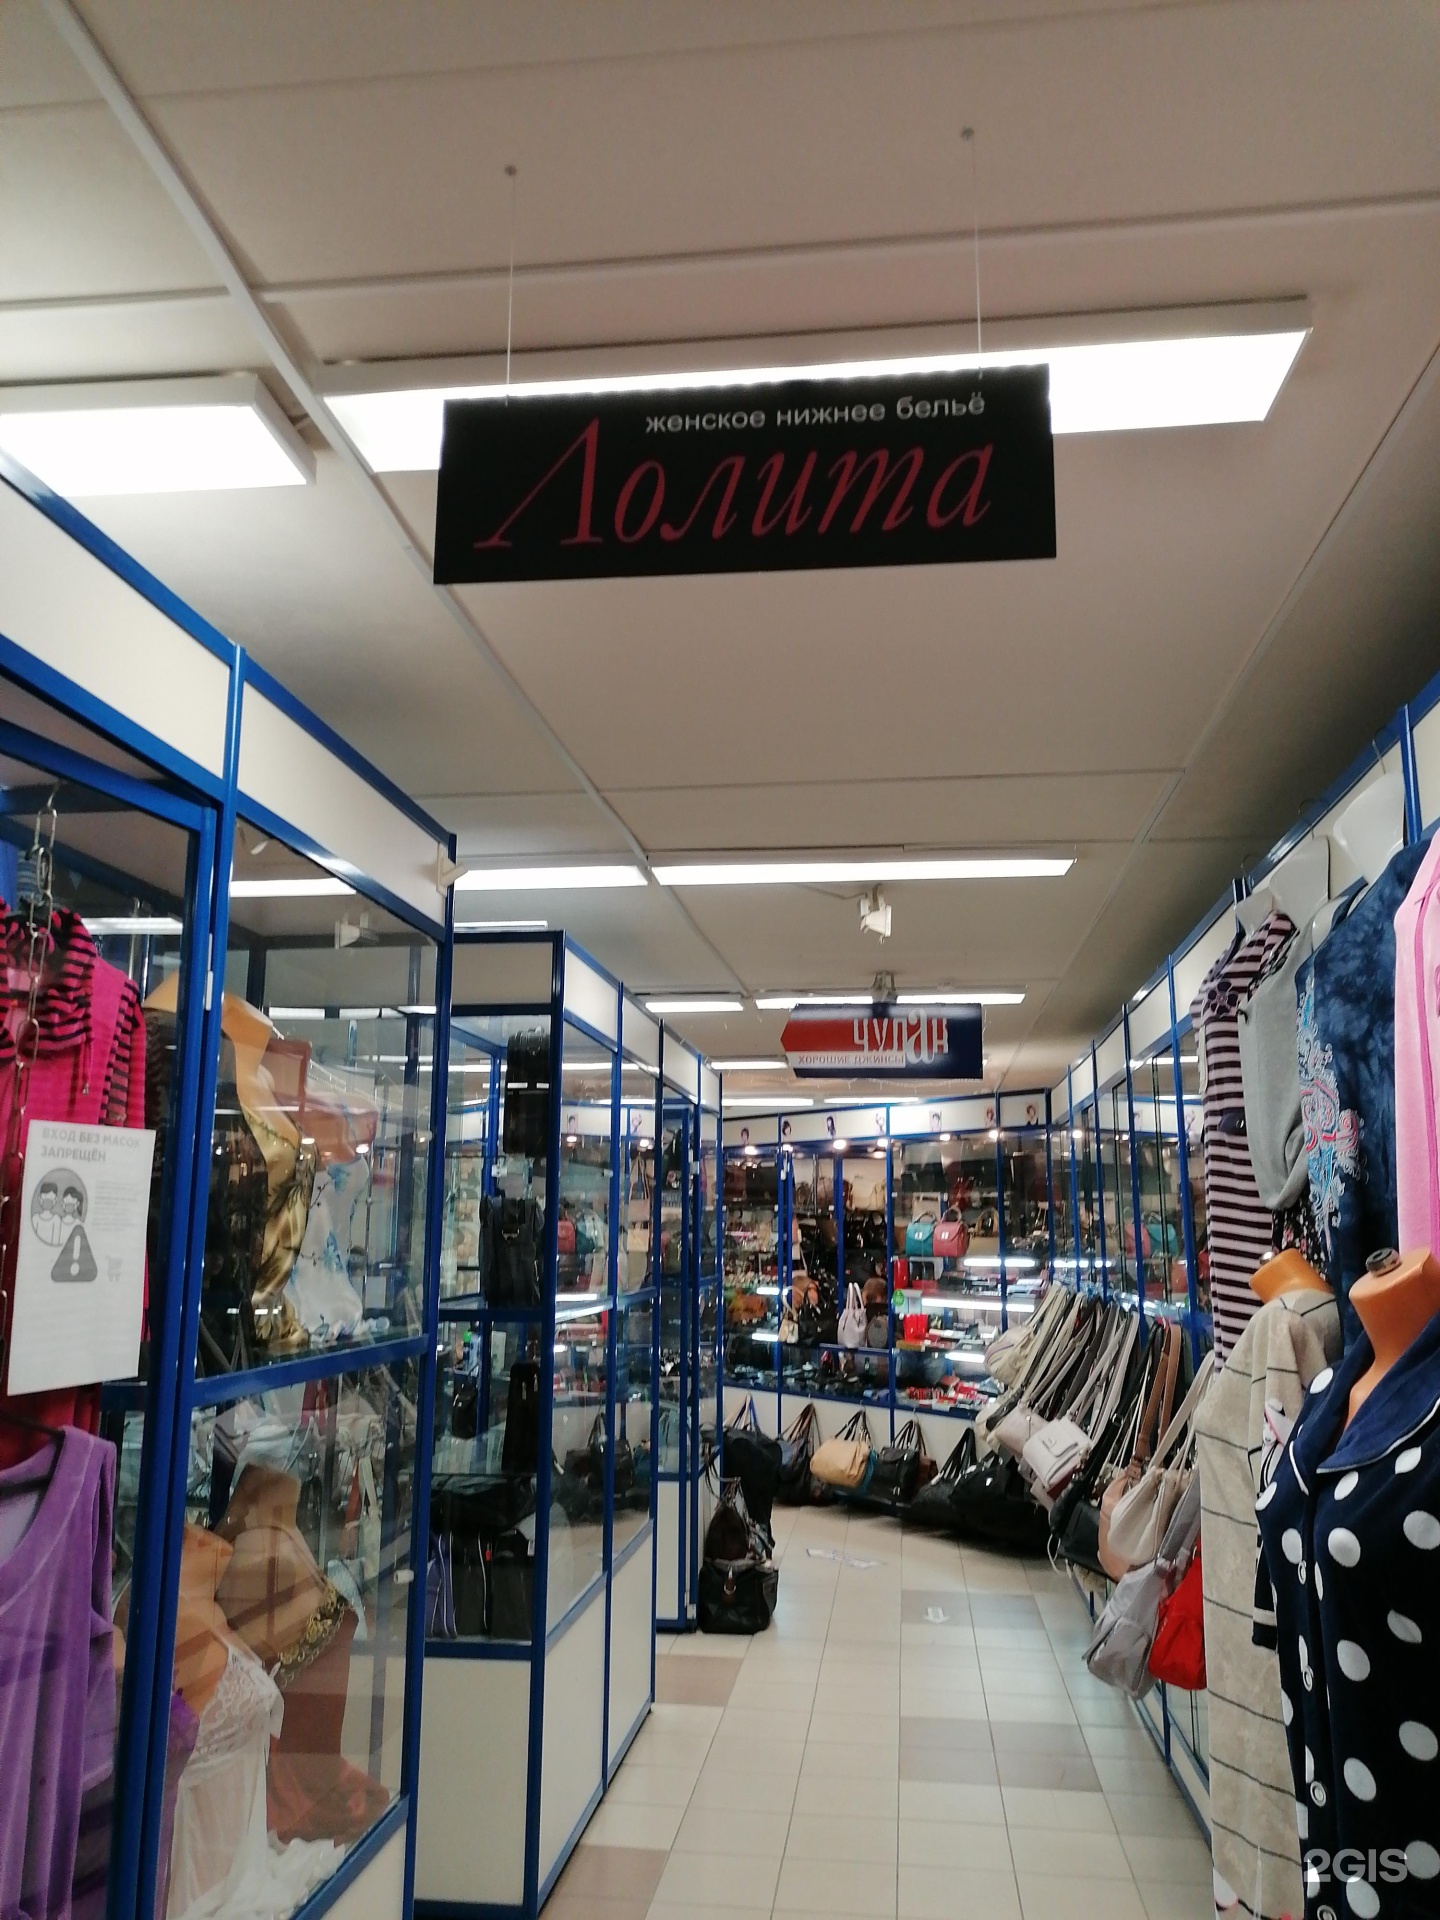 женское нижнее бельё
Лолита
чулан
хорошие джинсы
ВХОД БЕЗ МАСОК
ЗАПРЕЩЁН
2GIS